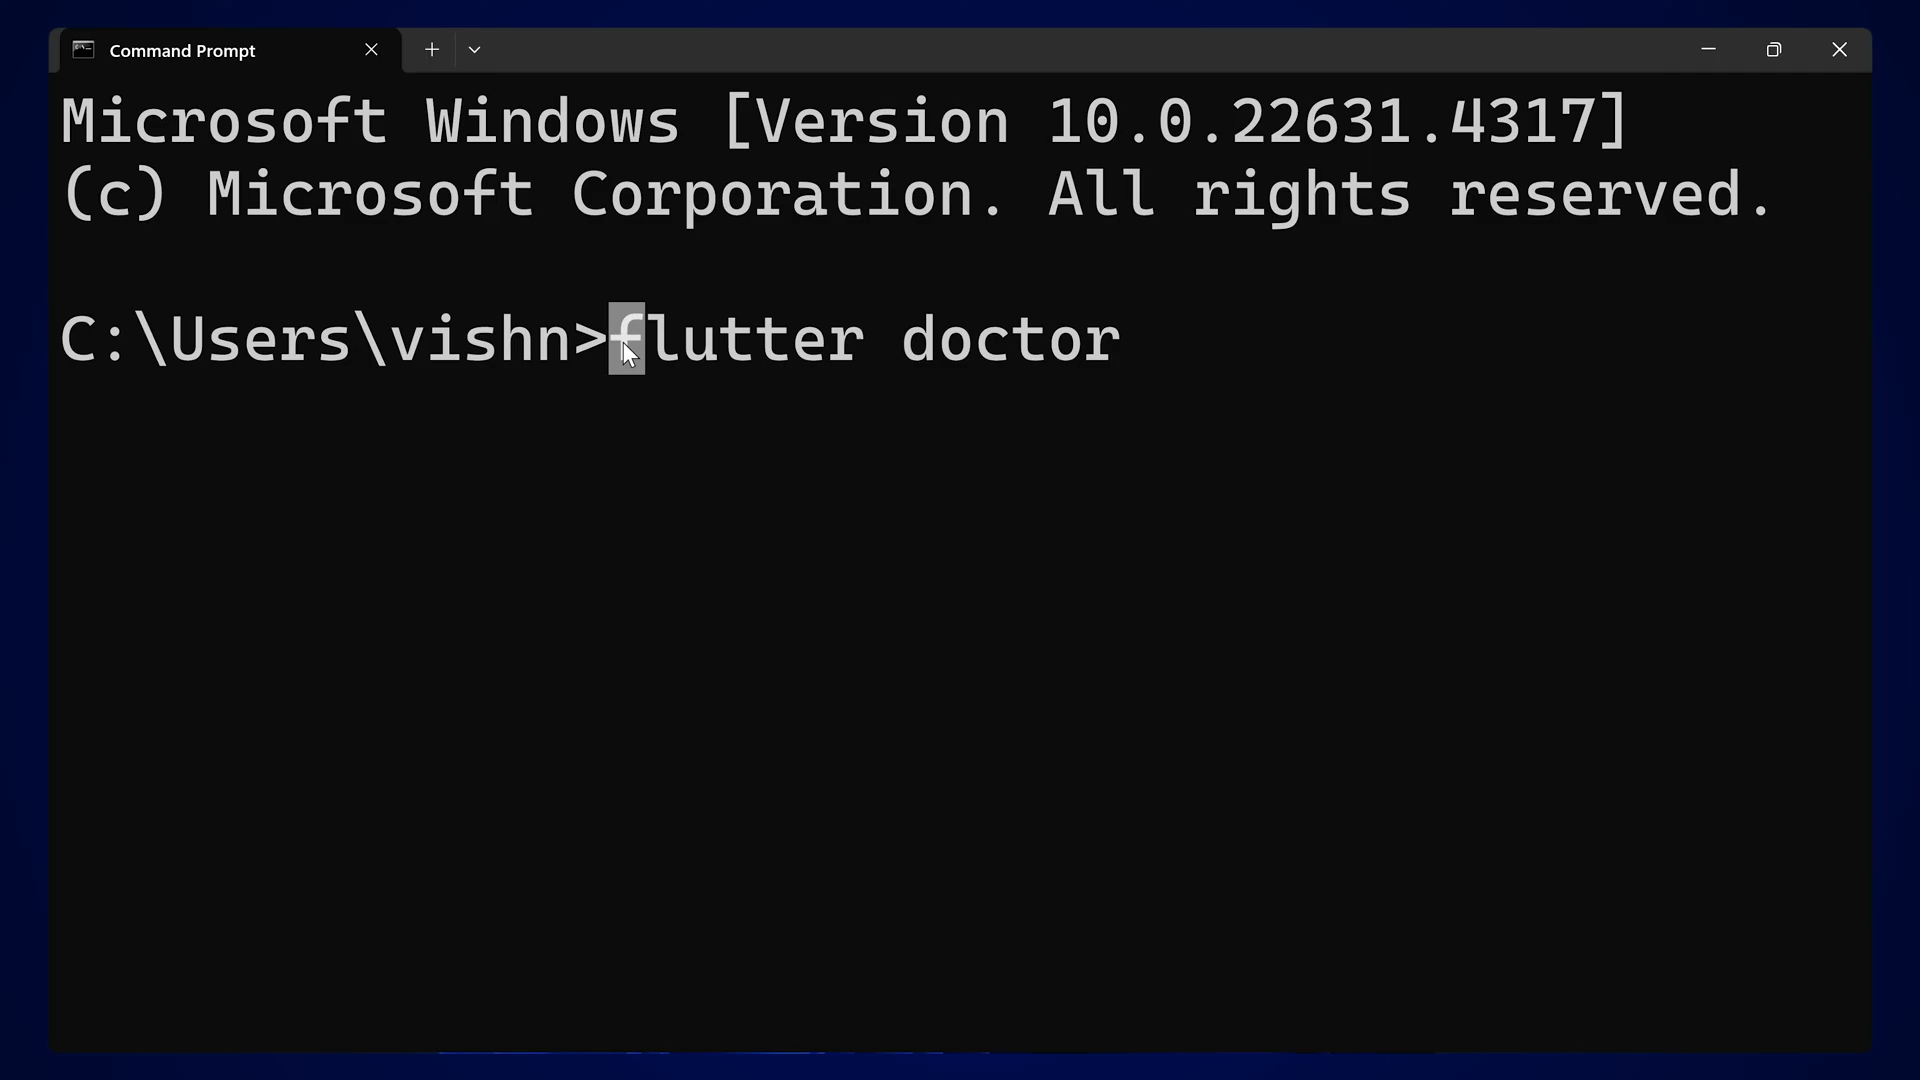 Command Prompt
Microsoft Windows [Version 10.0.22631.4317]
(c) Microsoft Corporation. All rights reserved.
C:\Users\vishn>flutter doctor